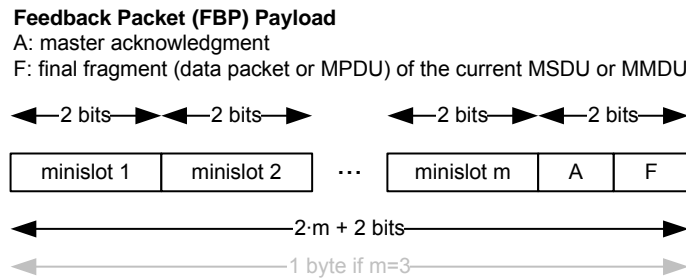 Feedback Packet (FBP) Payload
A: master acknowledgment
F: final fragment (data packet or MPDU) of the current MSDU or MMDU
2 bits 2 bits 2 bits 2 bits
minislot 1 minislot 2 ... minislot m A F
2·m + 2 bits
1 byte if m=3